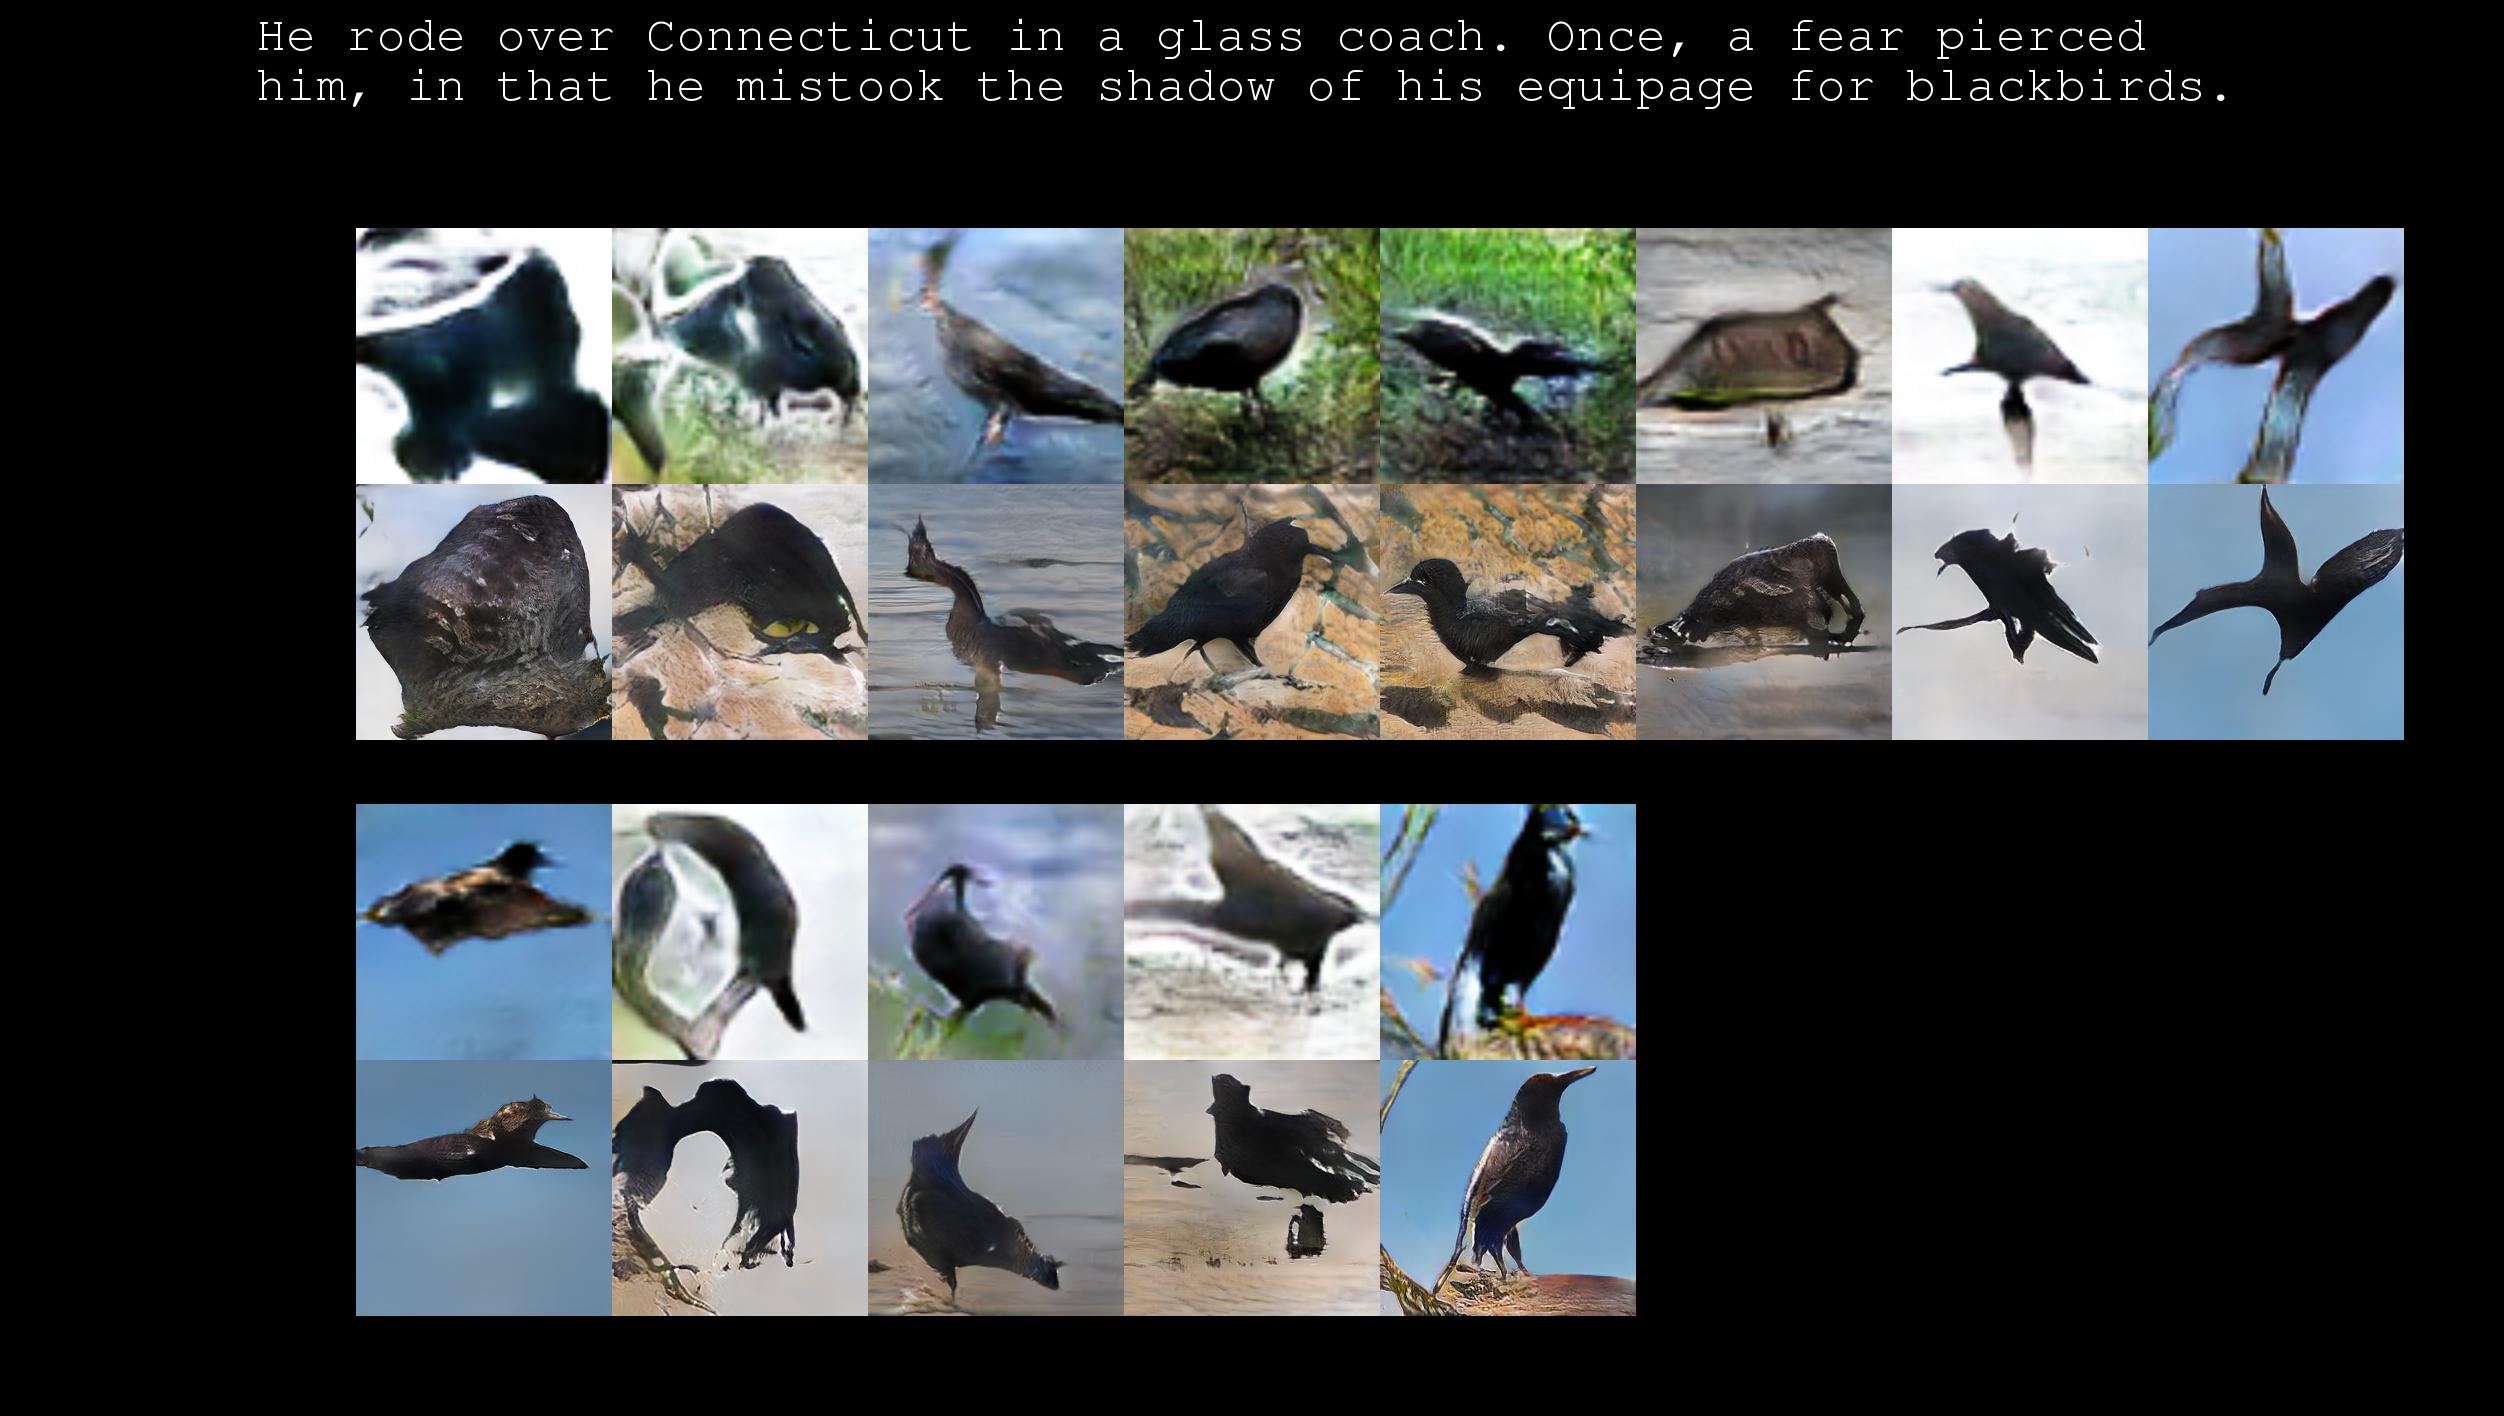 He rode over Connecticut in a glass coach. Once, a fear pierced
him, in that he mistook the shadow of his equipage for blackbirds.